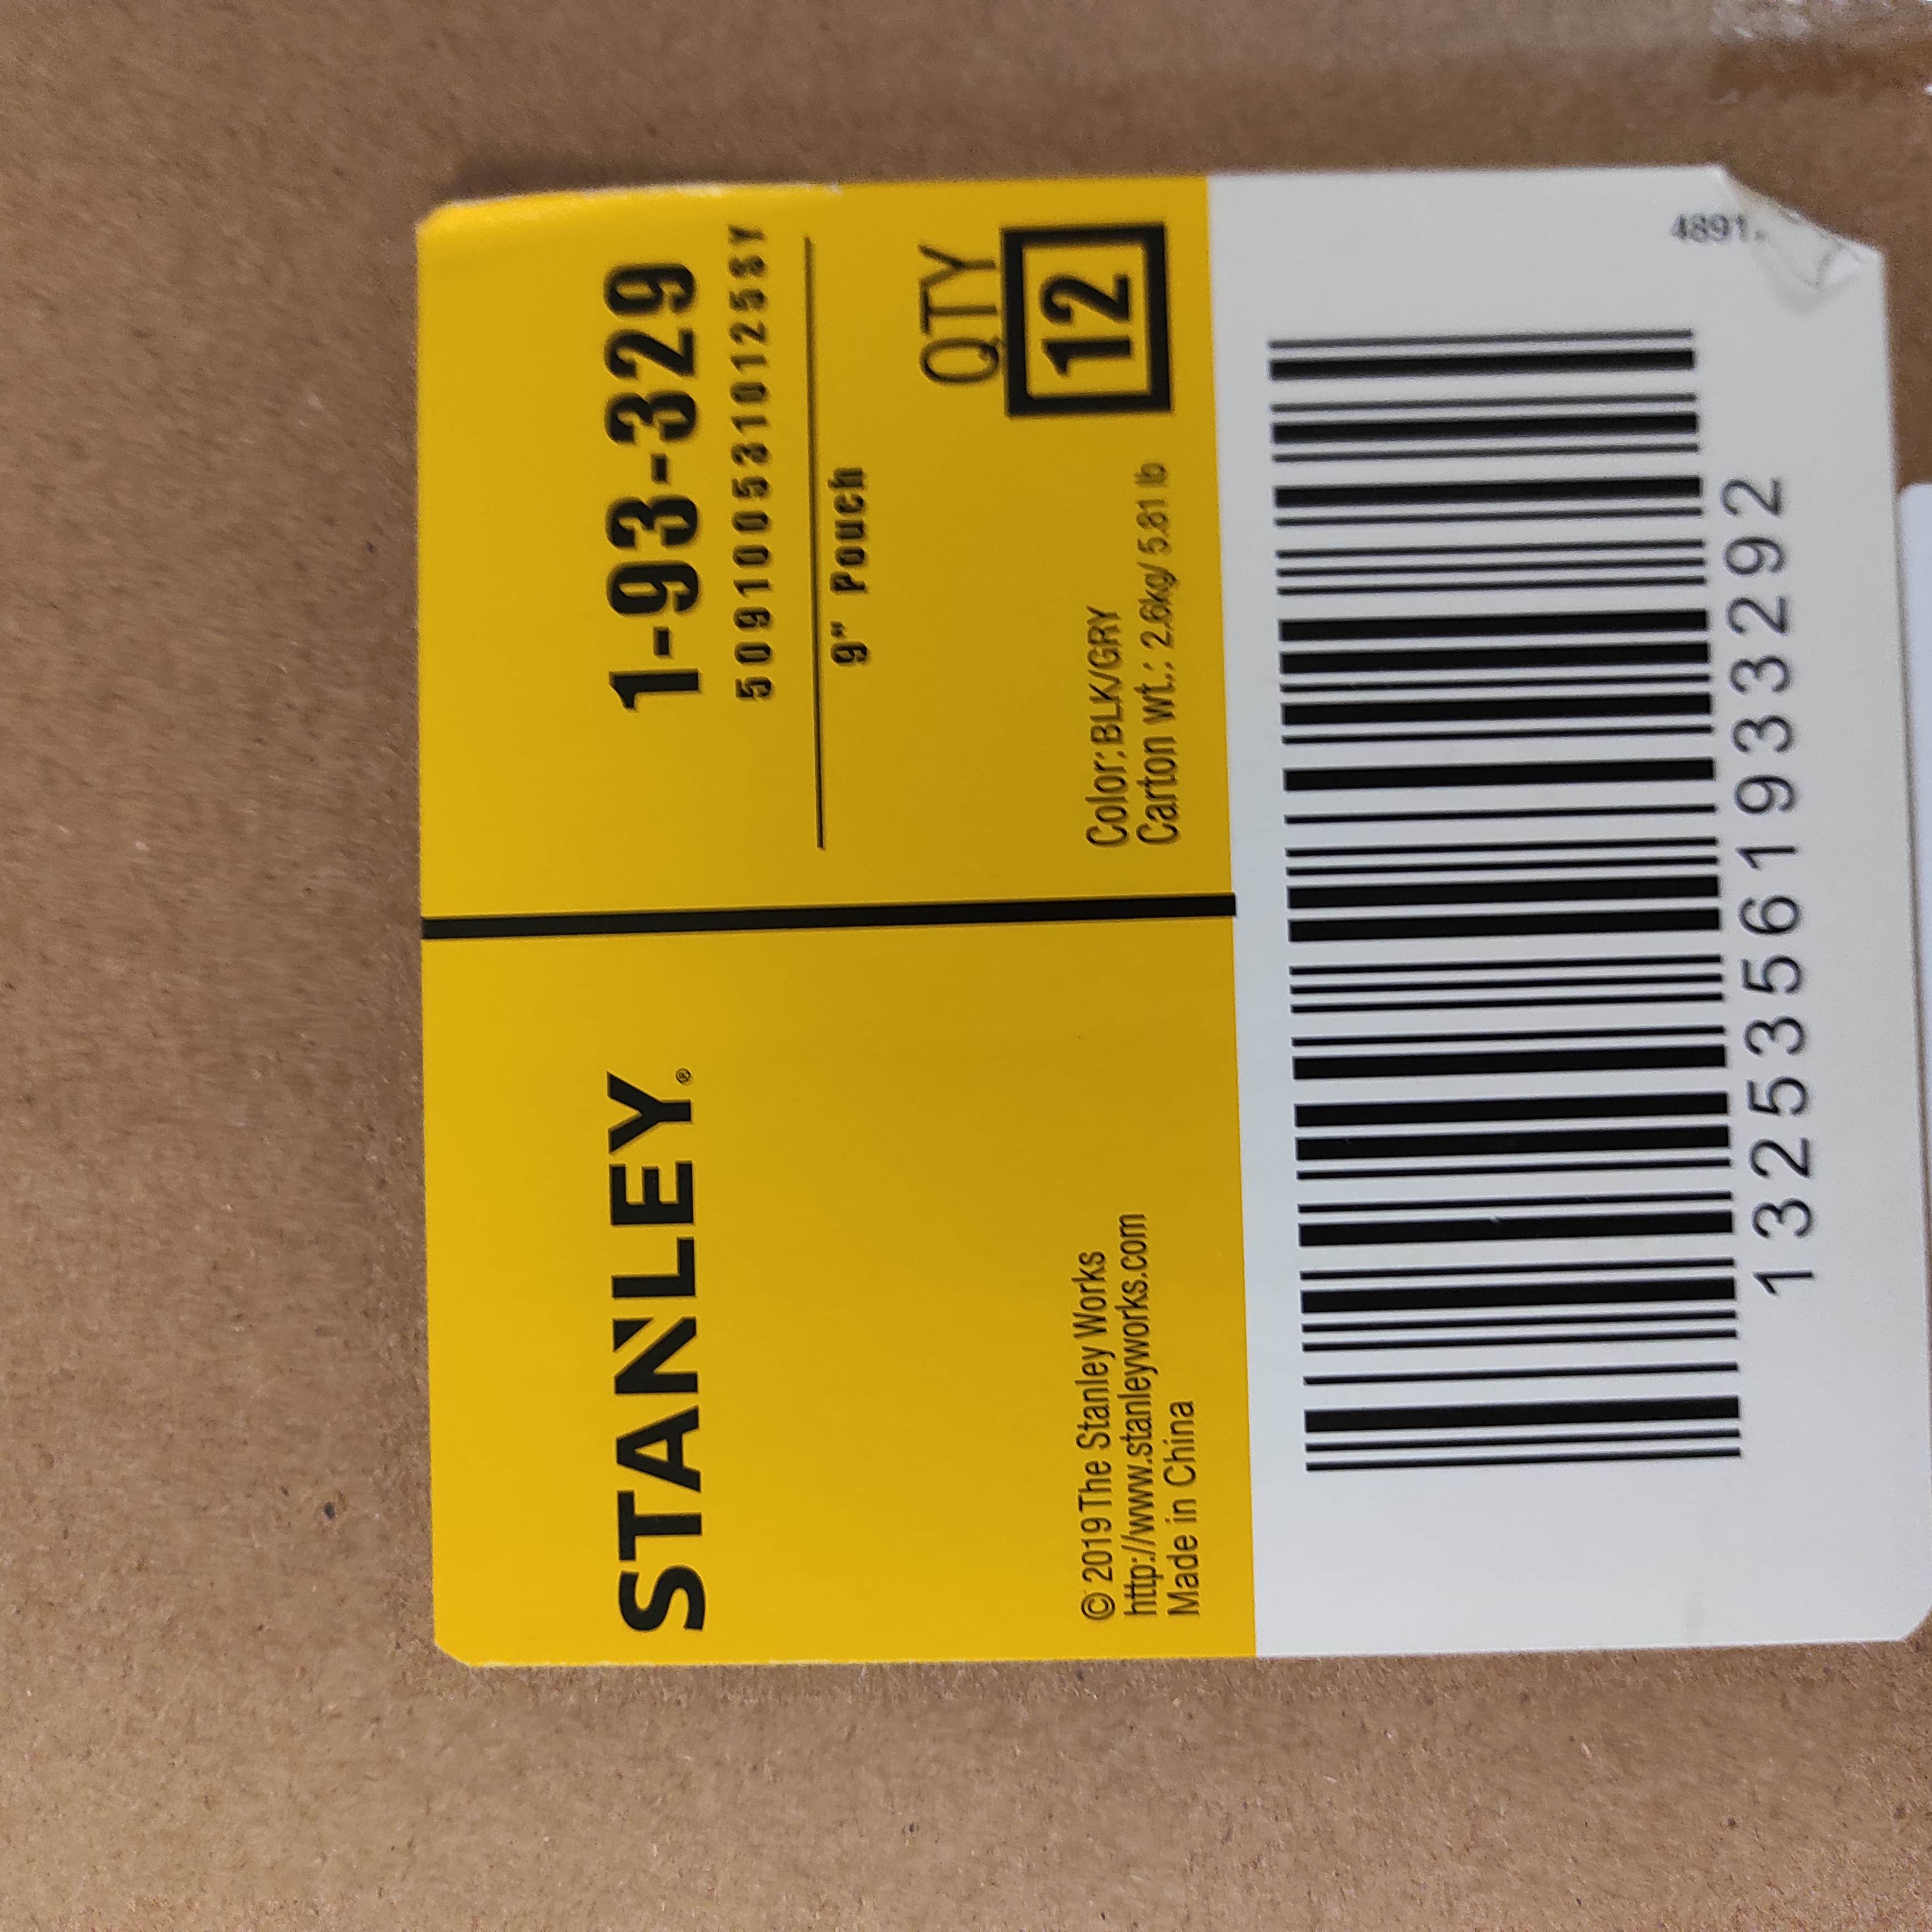 STANLEY®
1-93-329
5091005310125SY
9" Pouch
QTY
12
Color: BLK/GRY
Carton wt.: 2.6kg/ 5.81 lb
© 2019 The Stanley Works
http://www.stanleyworks.com
Made in China
13253561933292